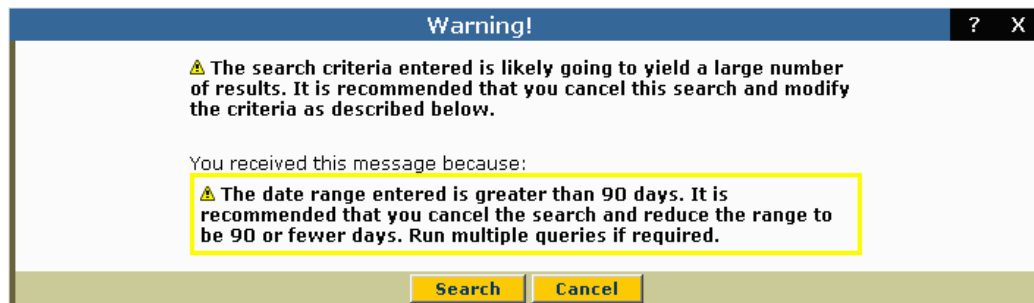 Warning!
? X
The search criteria entered is likely going to yield a large number
of results. It is recommended that you cancel this search and modify
the criteria as described below.
You received this message because:
The date range entered is greater than 90 days. It is
recommended that you cancel the search and reduce the range to
be 90 or fewer days. Run multiple queries if required.
Search Cancel